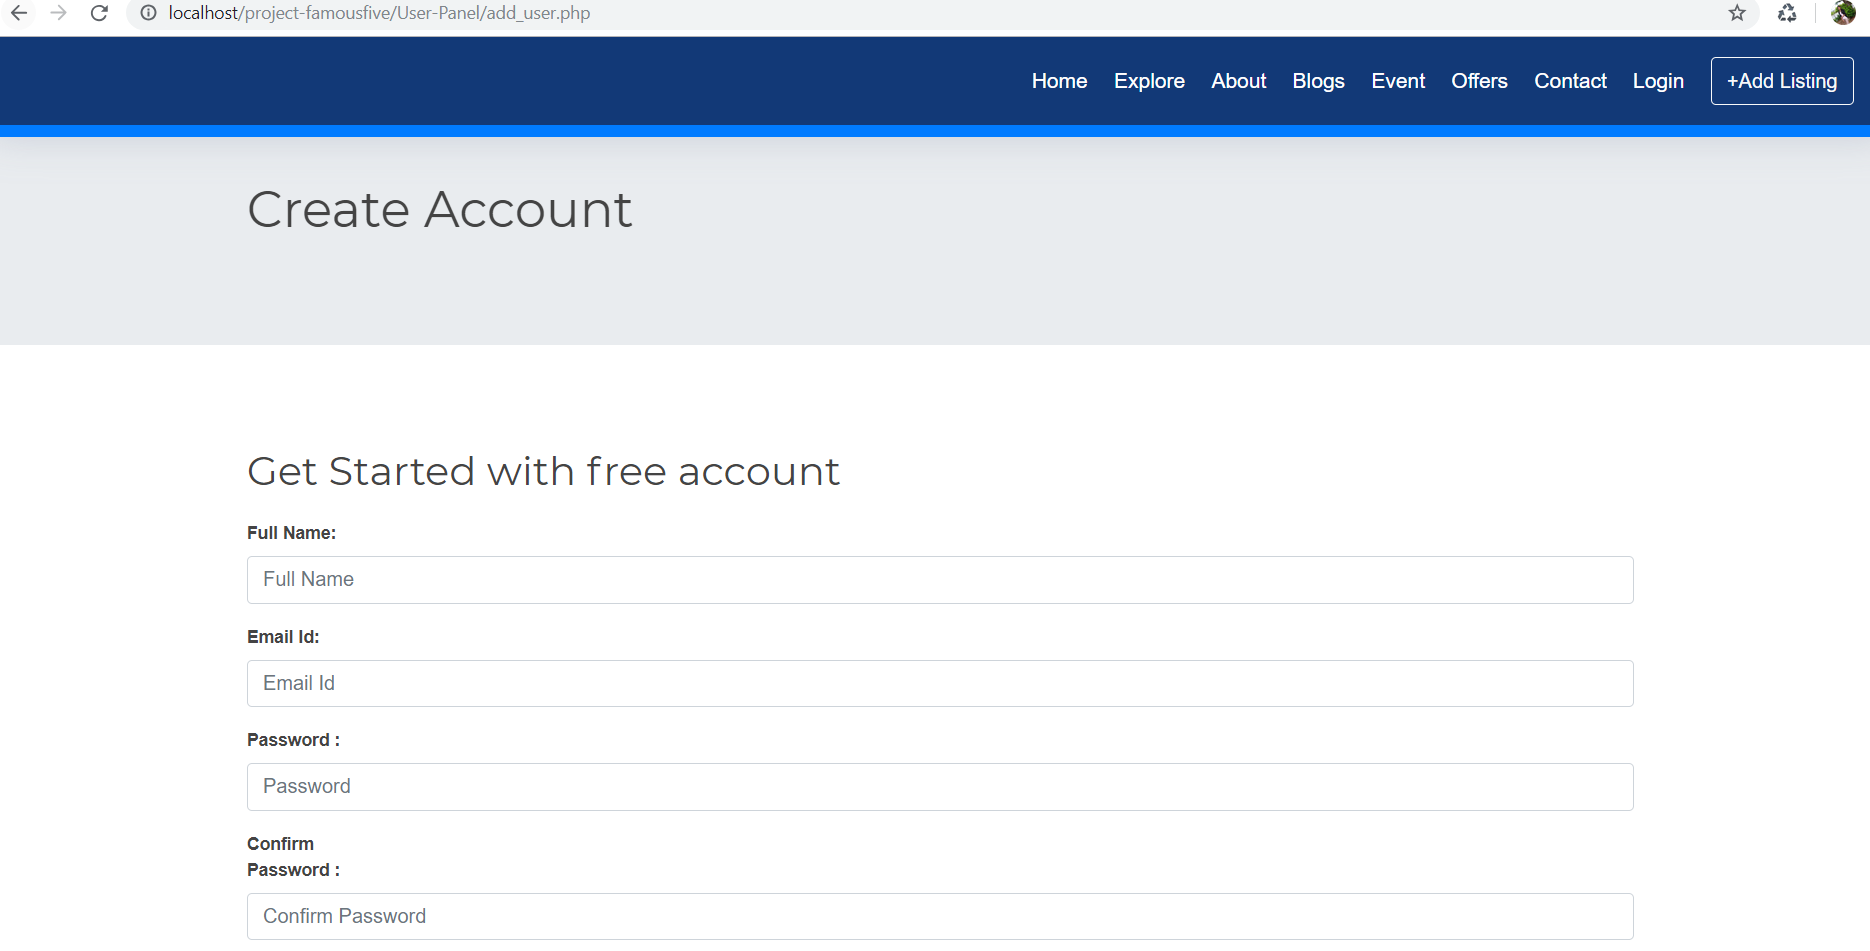 localhost/project-famousfive/User-Panel/add_user.php
Home Explore About Blogs Event Offers Contact Login +Add Listing
Create Account
Get Started with free account
Full Name:
Full Name
Email Id:
Email Id
Password :
Password
Confirm
Password :
Confirm Password